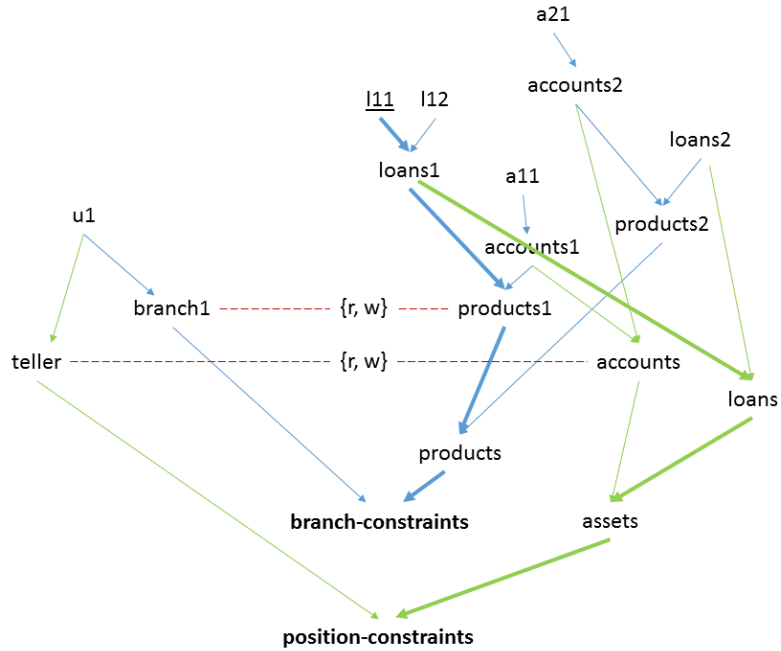 a21
accounts2
l11 l12
loans2
loans1
a11
u1
products2
accounts1
branch1 {r, w} products1
teller {r, w} accounts
loans
products
branch-constraints assets
position-constraints